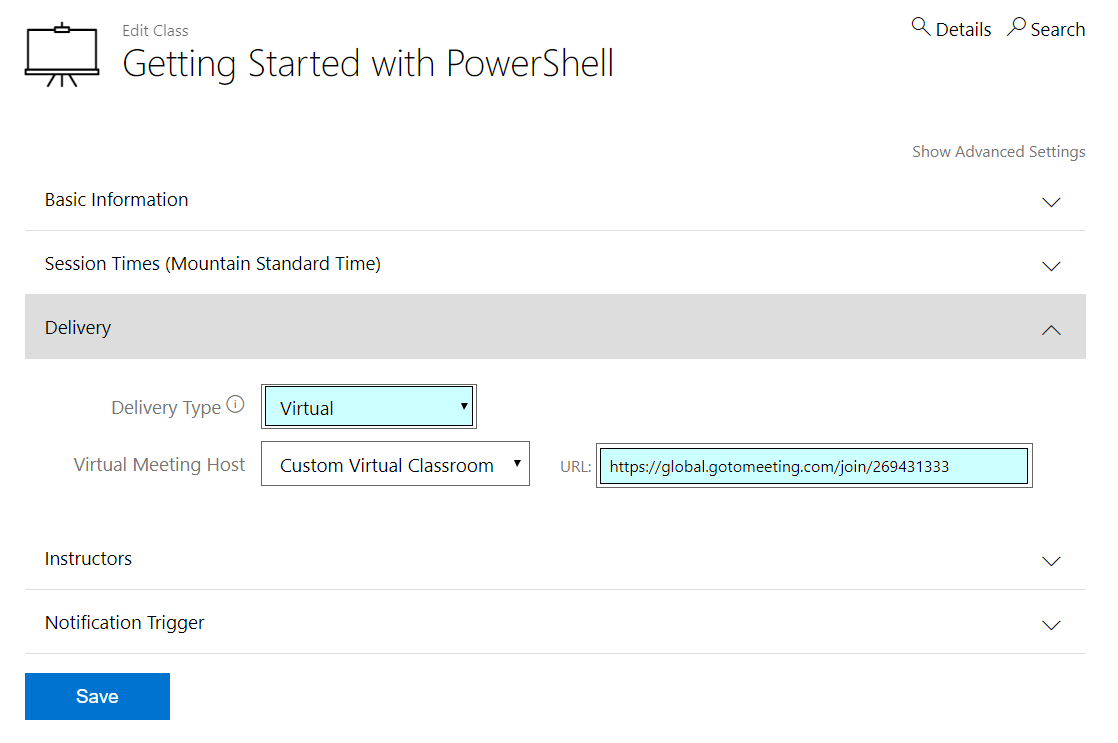 Edit Class
Getting Started with PowerShell
Details Search
Show Advanced Settings
Basic Information
Session Times (Mountain Standard Time)
Delivery
Delivery Type i Virtual
Virtual Meeting Host Custom Virtual Classroom URL: https://global.gotomeeting.com/join/269431333
Instructors
Notification Trigger
Save